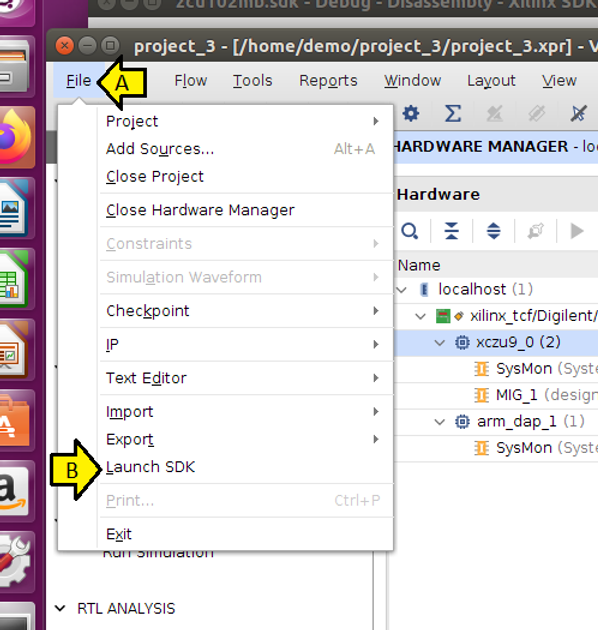 zcu102mb.sdk - Debug - Disassembly - Xilinx SDK
project_3 - [/home/demo/project_3/project_3.xpr] - V
File A Flow Tools Reports Window Layout View
Project
Add Sources... Alt+A
Close Project
Close Hardware Manager
Constraints
Simulation Waveform
Checkpoint
IP
Text Editor
Import
Export
B Launch SDK
Print... Ctrl+P
Exit
Run Simulation
RTL ANALYSIS
HARDWARE MANAGER - loc
Hardware
Name
localhost (1)
xilinx_tcf/Digilent/
xczu9_0 (2)
SysMon (Syste
MIG_1 (design
arm_dap_1 (1)
SysMon (Syste
a